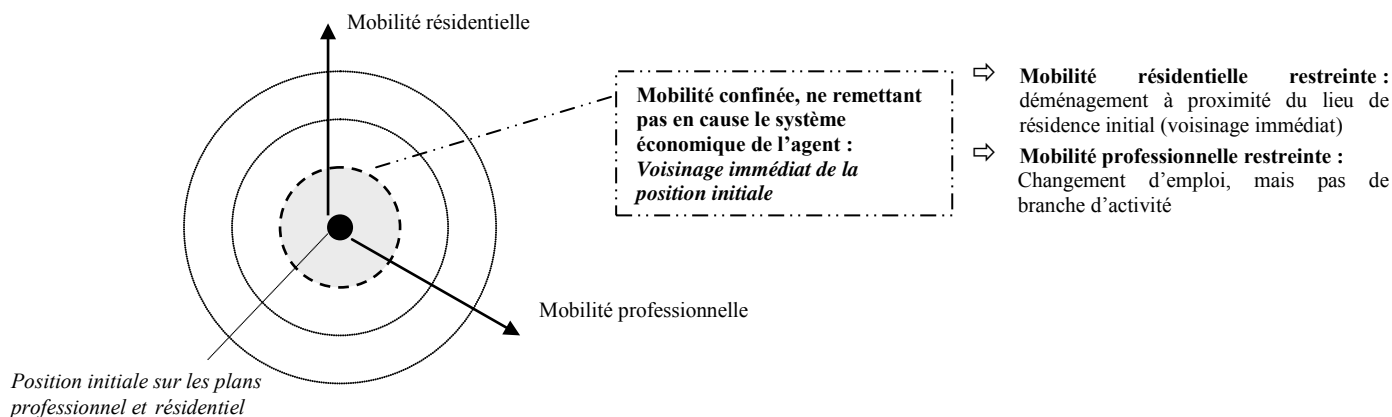 Mobilité résidentielle
Mobilité confinée, ne remettant
pas en cause le système
économique de l’agent :
Voisinage immédiat de la
position initiale
⇨ Mobilité résidentielle restreinte :
déménagement à proximité du lieu de
résidence initial (voisinage immédiat)
⇨ Mobilité professionnelle restreinte :
Changement d’emploi, mais pas de
branche d’activité
Mobilité professionnelle
Position initiale sur les plans
professionnel et résidentiel